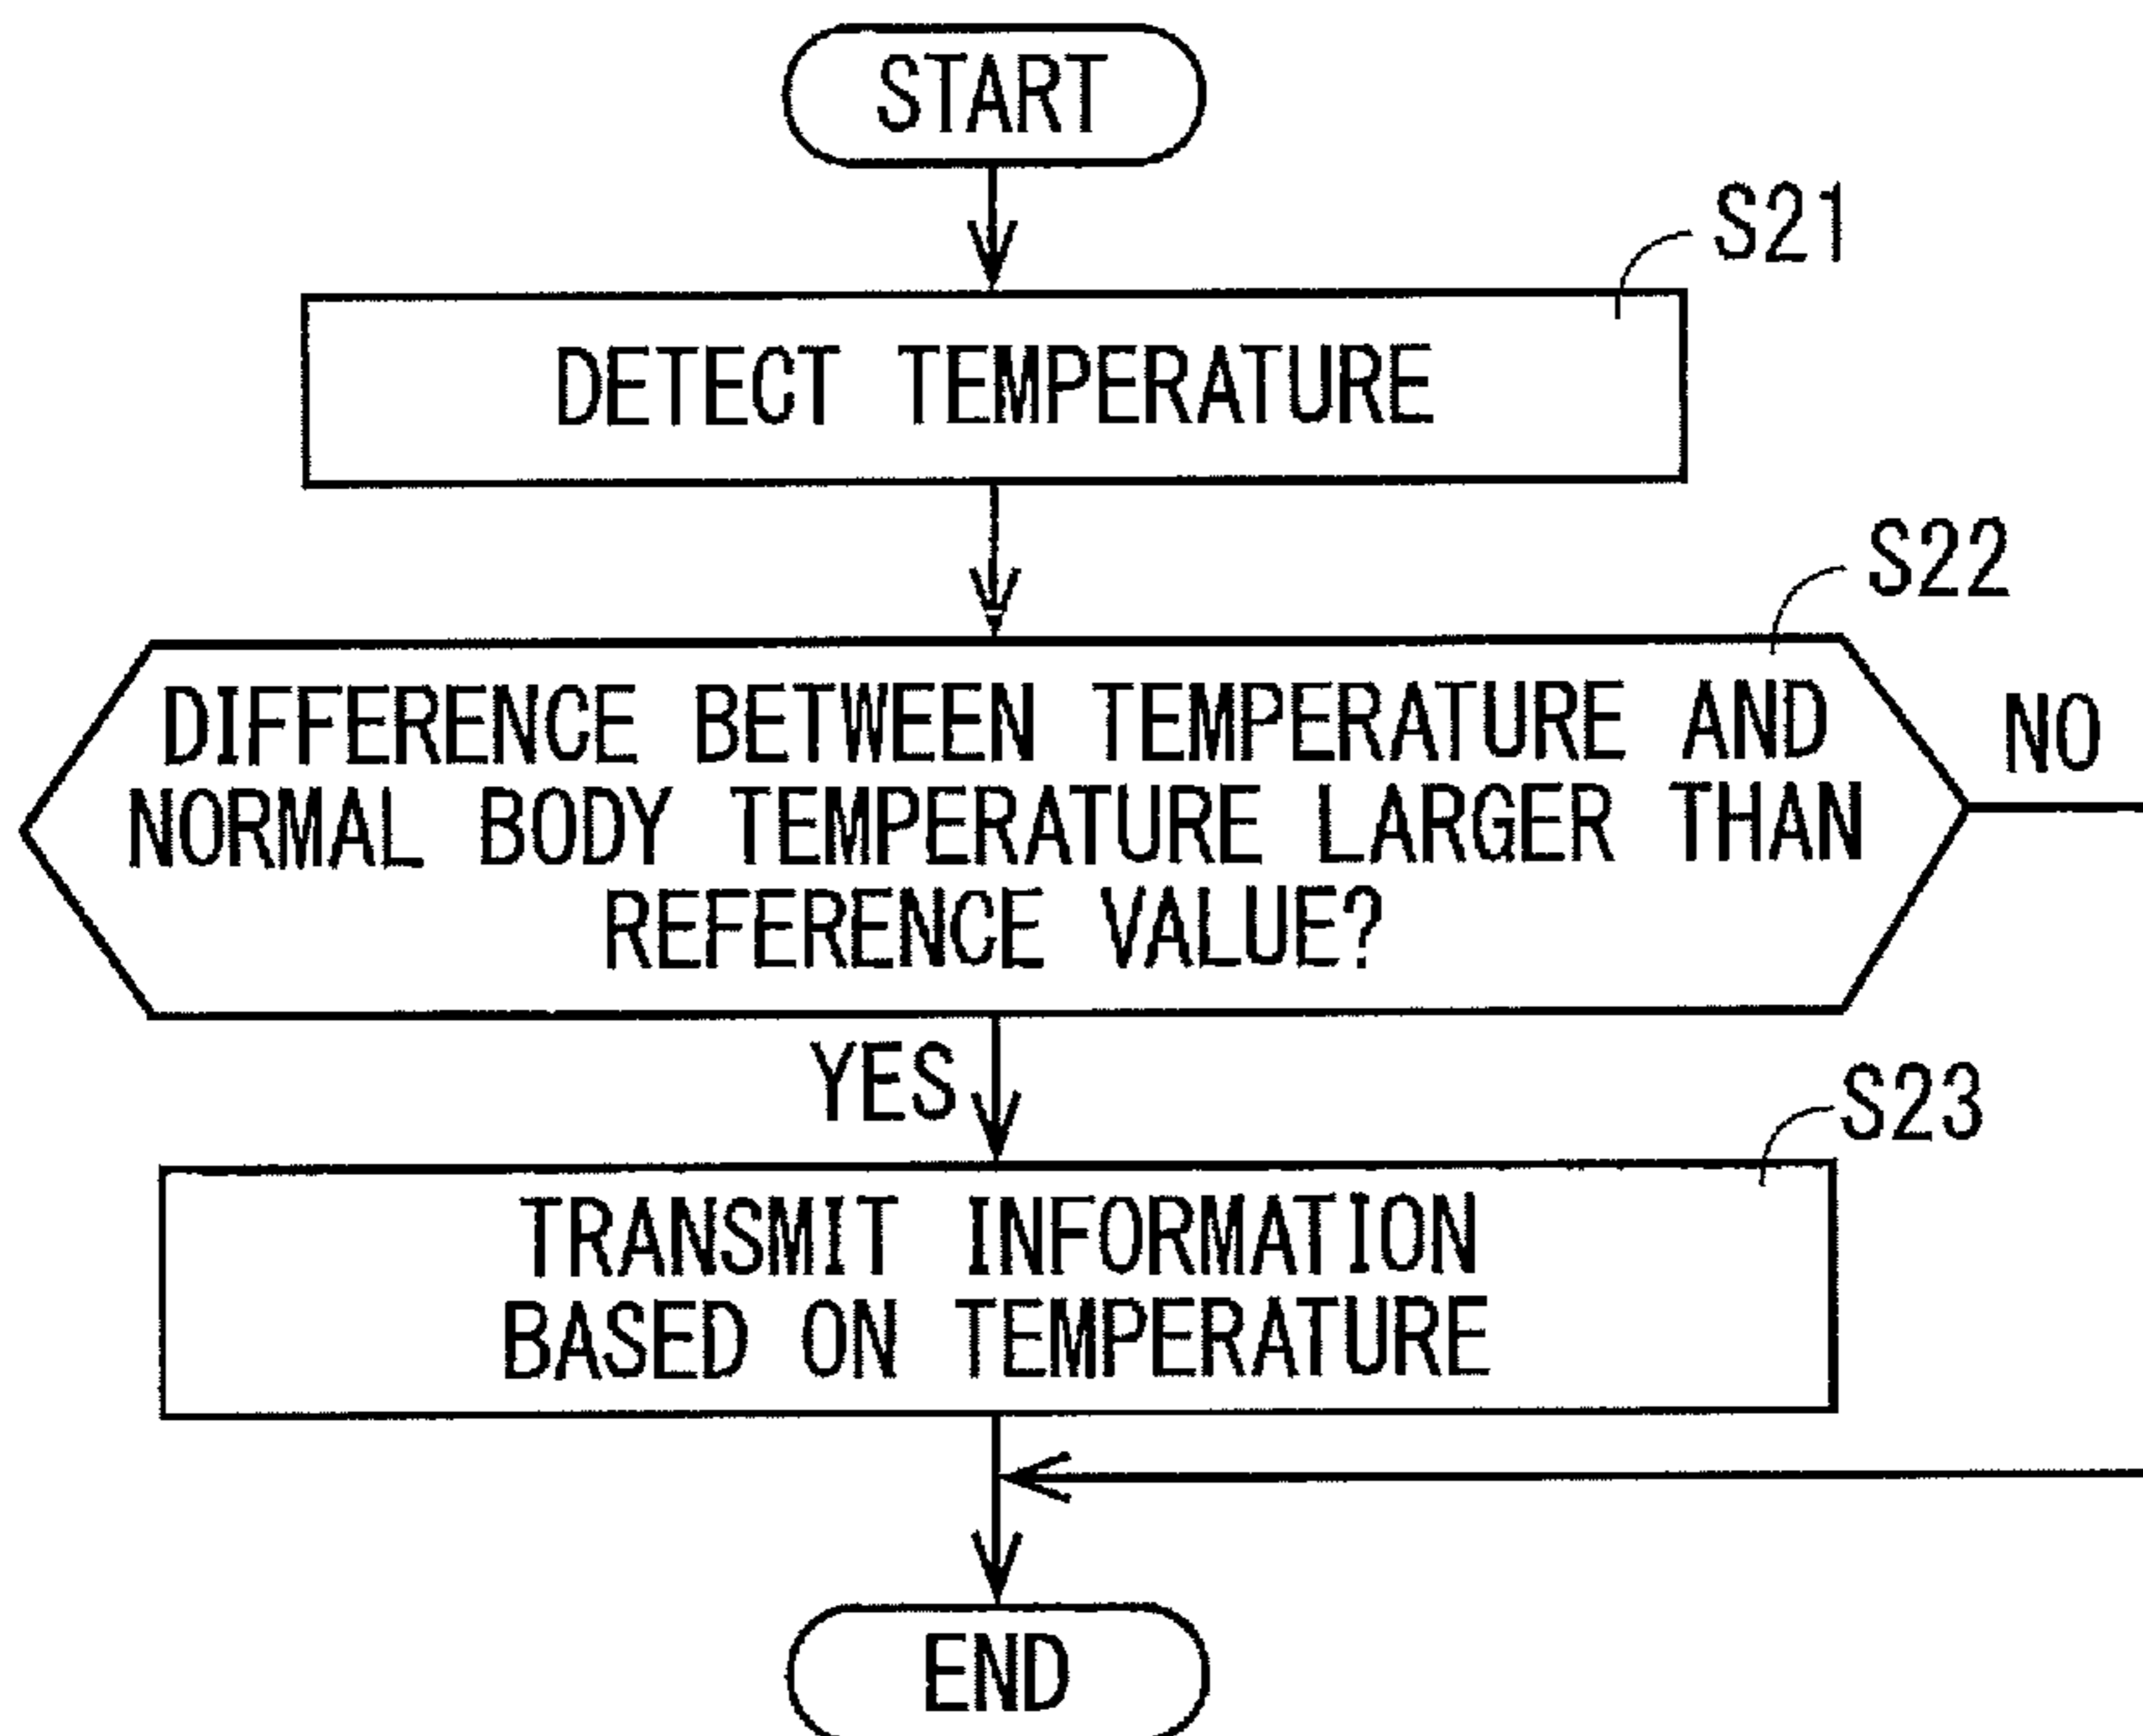 START
S21
DETECT TEMPERATURE
S22
DIFFERENCE BETWEEN TEMPERATURE AND
NORMAL BODY TEMPERATURE LARGER THAN
REFERENCE VALUE?
NO
YES
S23
TRANSMIT INFORMATION
BASED ON TEMPERATURE
END